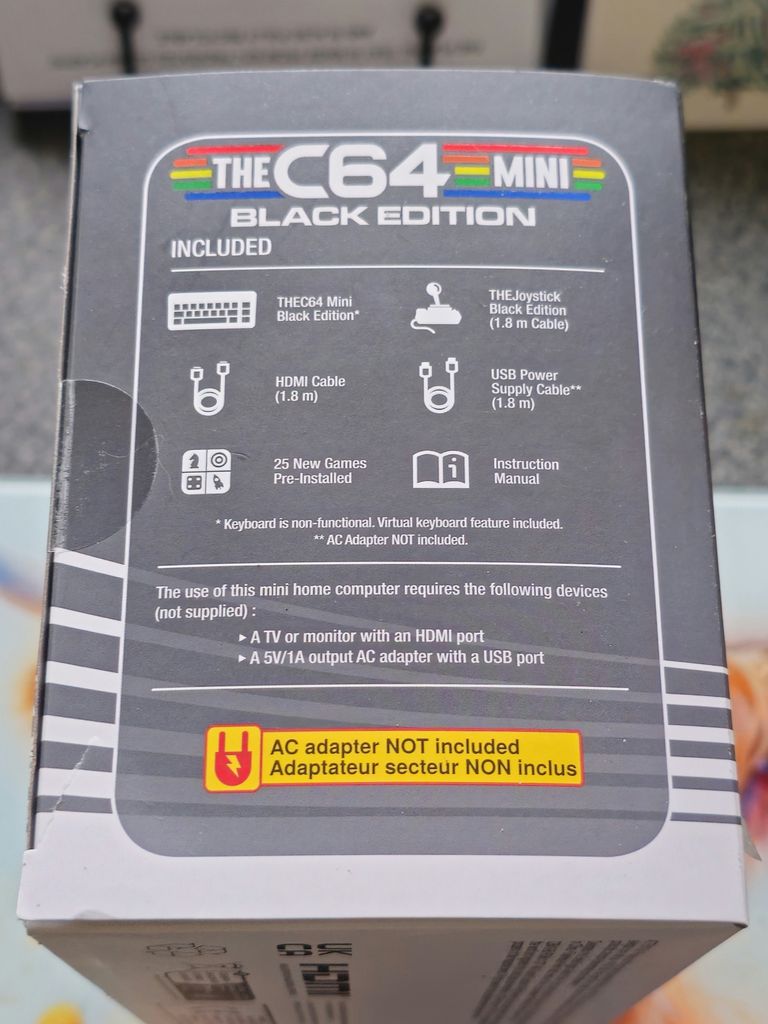 THEC64 MINI
BLACK EDITION
INCLUDED
THEC64 Mini
Black Edition*
THEJoystick
Black Edition
(1.8 m Cable)
HDMI Cable
(1.8 m)
USB Power
Supply Cable**
(1.8 m)
25 New Games
Pre-Installed
i
Instruction
Manual
* Keyboard is non-functional. Virtual keyboard feature included.
** AC Adapter NOT included.
The use of this mini home computer requires the following devices
(not supplied) :
▸ A TV or monitor with an HDMI port
▸ A 5V/1A output AC adapter with a USB port
AC adapter NOT included
Adaptateur secteur NON inclus
UK
CA
HDMI